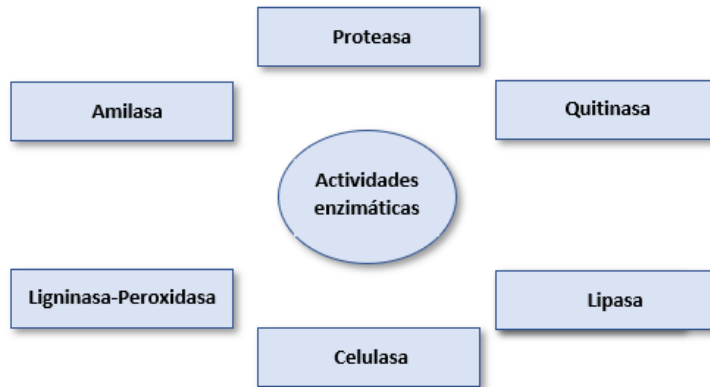 Proteasa
Amilasa
Quitinasa
Actividades
enzimáticas
Ligninasa-Peroxidasa
Lipasa
Celulasa